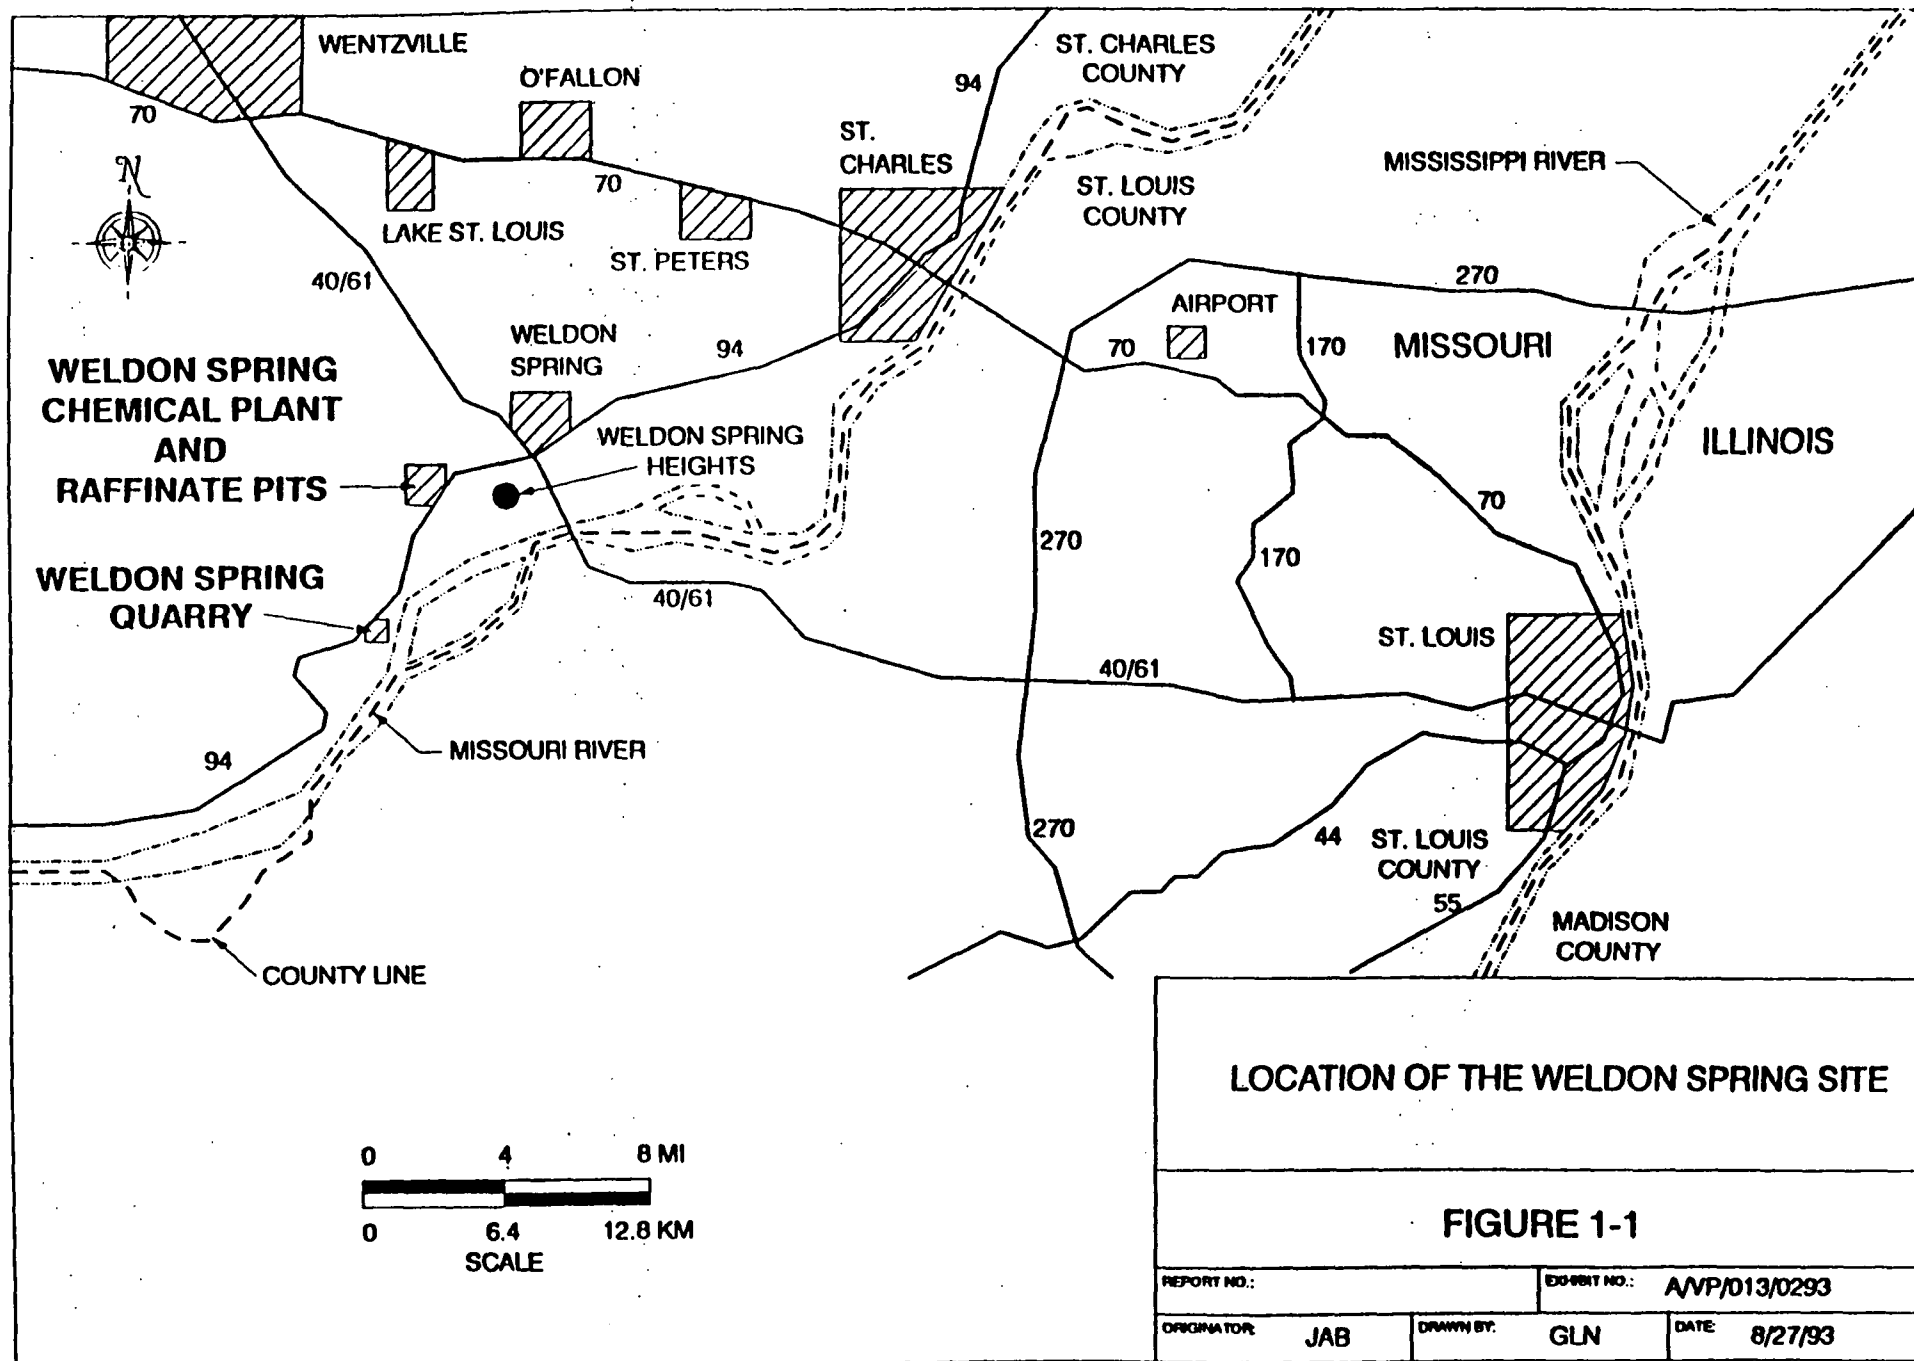 WENTZVILLE
O'FALLON
94
ST. CHARLES
COUNTY
70
ST.
CHARLES
N
70
MISSISSIPPI RIVER
ST. LOUIS
COUNTY
LAKE ST. LOUIS
ST. PETERS
40/61
270
AIRPORT
WELDON
SPRING
94
70
170
MISSOURI
WELDON SPRING
CHEMICAL PLANT
AND
RAFFINATE PITS
WELDON SPRING
HEIGHTS
ILLINOIS
70
270
170
WELDON SPRING
QUARRY
40/61
ST. LOUIS
40/61
MISSOURI RIVER
94
270
44
ST. LOUIS
COUNTY
55
MADISON
COUNTY
COUNTY LINE
LOCATION OF THE WELDON SPRING SITE
0 4 8 MI
0 6.4 12.8 KM
SCALE
FIGURE 1-1
REPORT NO.:
EXHIBIT NO.: A/VP/013/0293
ORIGINATOR: JAB
DRAWN BY: GLN
DATE: 8/27/93